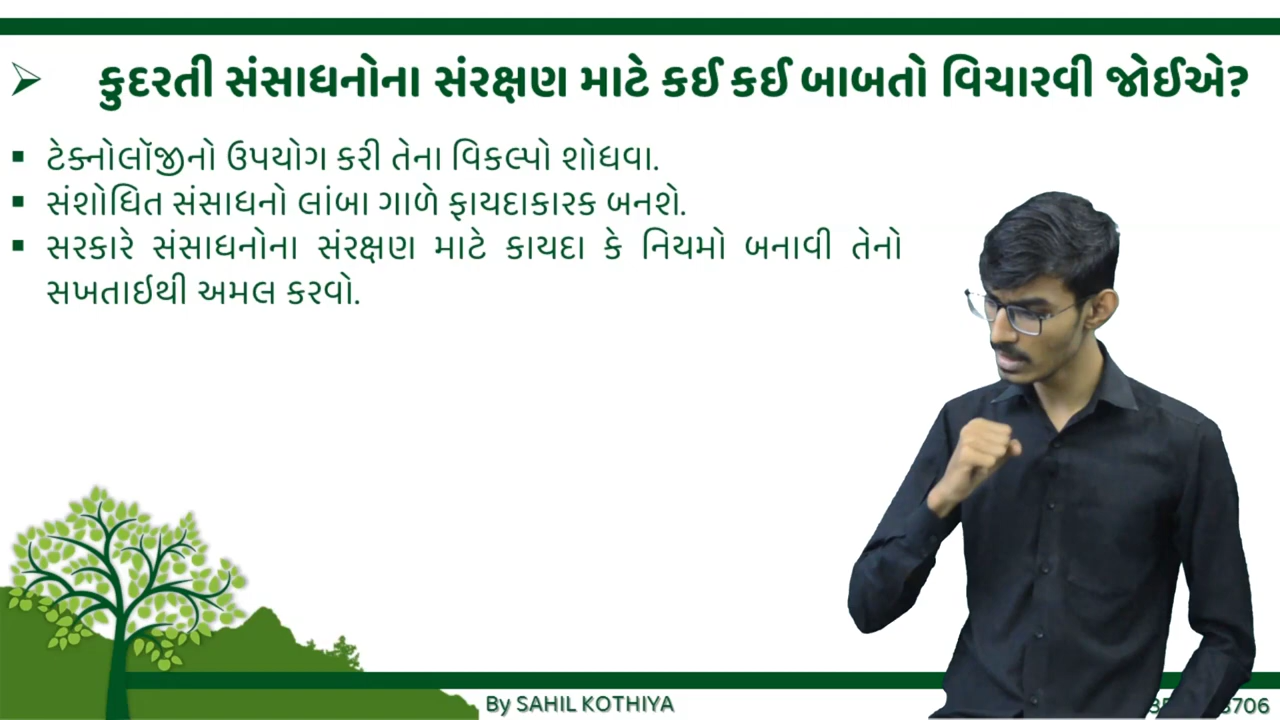 કુદરતી સંસાધનોના સંરક્ષણ માટે કઈ કઈ બાબતો વિચારવી જોઈએ?
ટેક્નોલૉજીનો ઉપયોગ કરી તેના વિકલ્પો શોધવા.
સંશોધિત સંસાધનો લાંબા ગાળે ફાયદાકારક બનશે.
સરકારે સંસાધનોના સંરક્ષણ માટે કાયદા કે નિયમો બનાવી તેનો
સખતાઇથી અમલ કરવો.
By SAHIL KOTHIYA